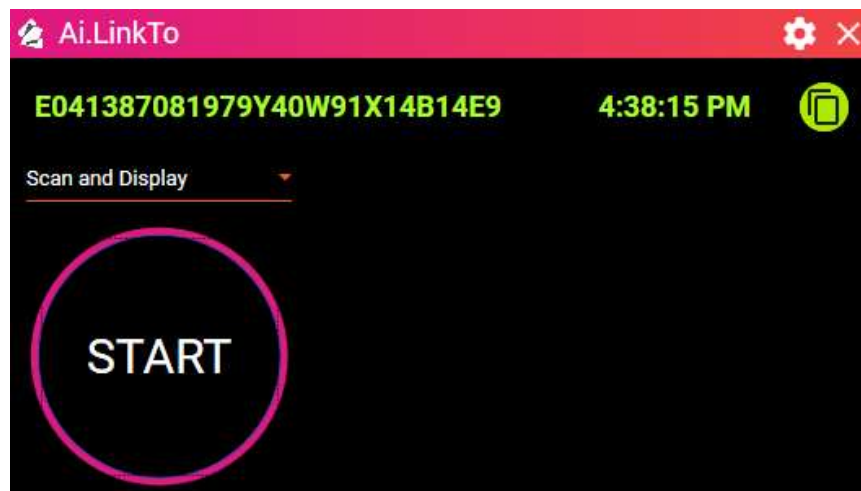 Ai.LinkTo
E041387081979Y40W91X14B14E9 4:38:15 PM
Scan and Display
START